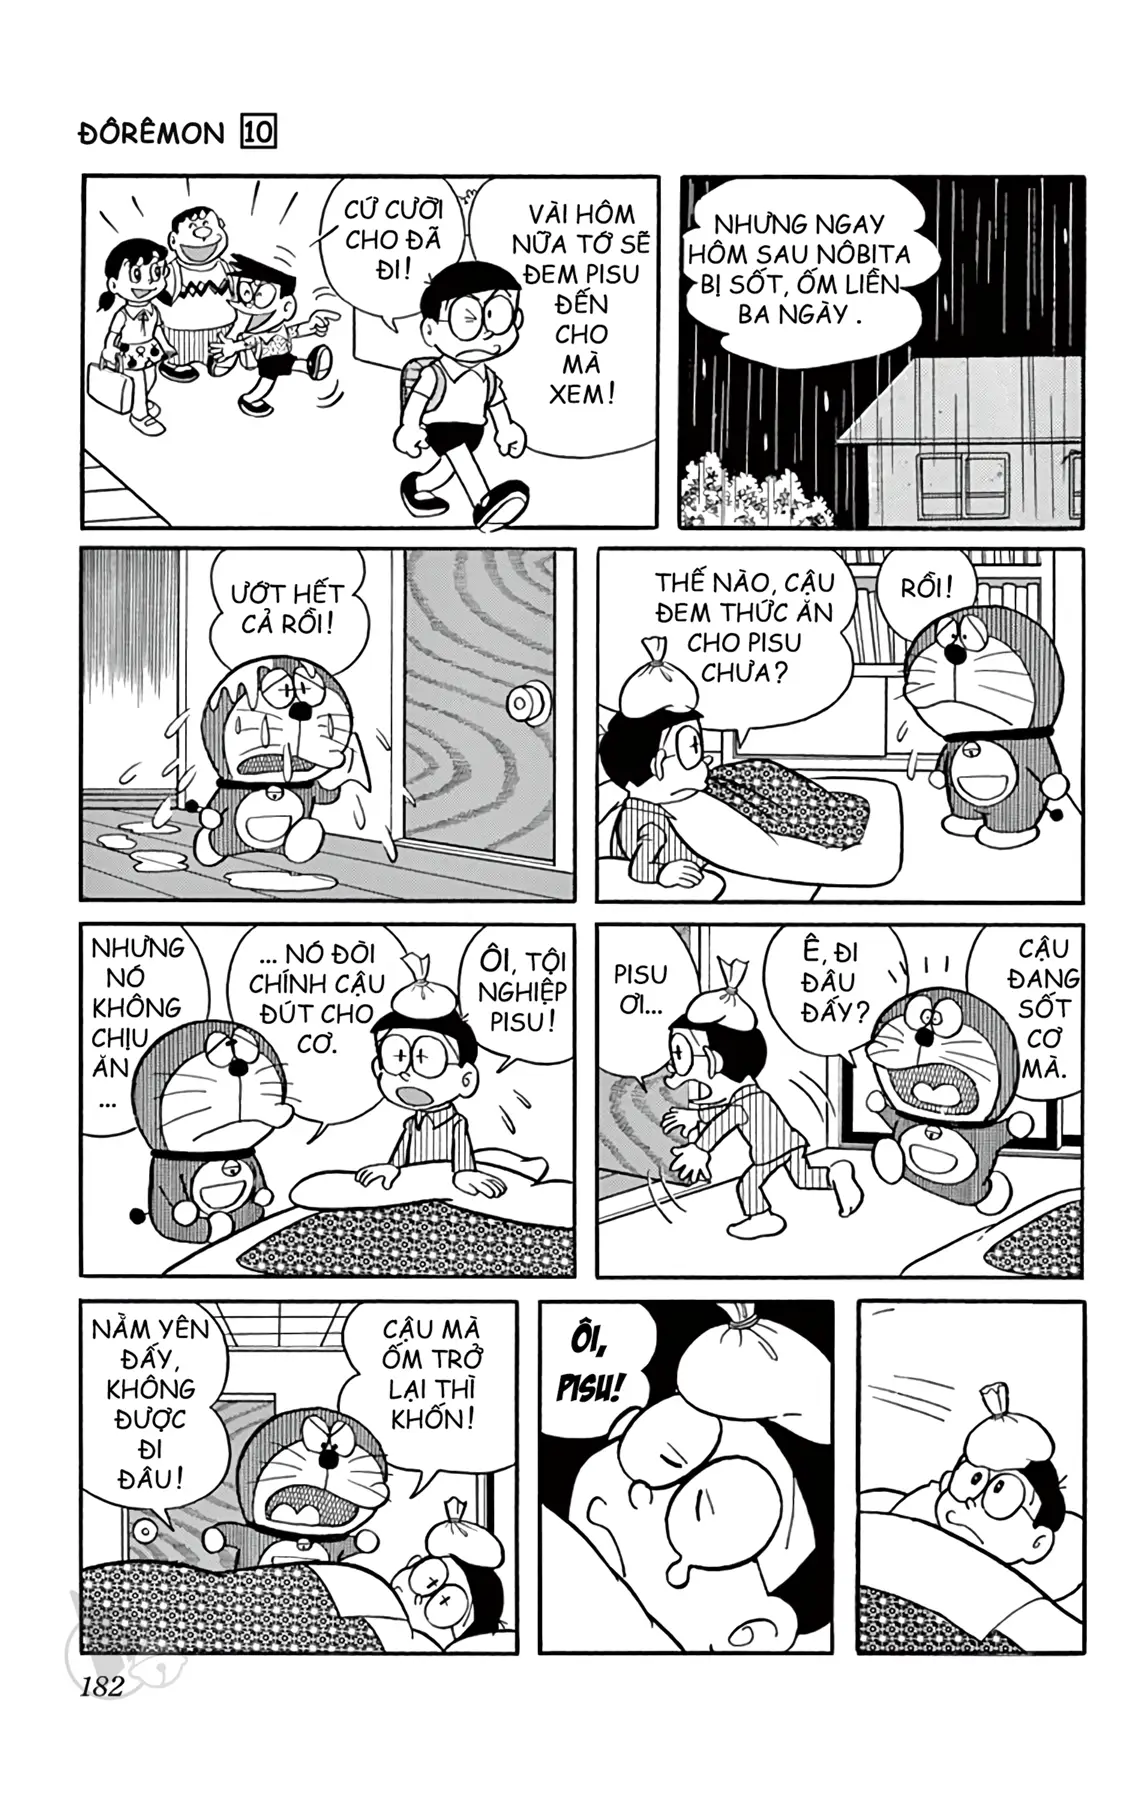 ĐÔRÊMON 10
CỨ CƯỜI
CHO ĐÃ
ĐI!
VÀI HÔM
NỮA TỚ SẼ
ĐEM PISU
ĐẾN
CHO
MÀ
XEM!
NHƯNG NGAY
HÔM SAU NÔBITA
BỊ SỐT, ỐM LIỀN
BA NGÀY .
ƯỚT HẾT
CẢ RỒI!
THẾ NÀO, CẬU
ĐEM THỨC ĂN
CHO PISU
CHƯA?
RỒI!
NHƯNG
NÓ
KHÔNG
CHỊU
ĂN
...
... NÓ ĐÒI
CHÍNH CẬU
ĐÚT CHO
CƠ.
ÔI, TỘI
NGHIỆP
PISU!
PISU
ƠI...
Ê, ĐI
ĐÂU
ĐẤY?
CẬU
ĐANG
SỐT
CƠ
MÀ.
NẰM YÊN
ĐẤY,
KHÔNG
ĐƯỢC
ĐI
ĐÂU!
CẬU MÀ
ỐM TRỞ
LẠI THÌ
KHỐN!
ÔI,
PISU!
182